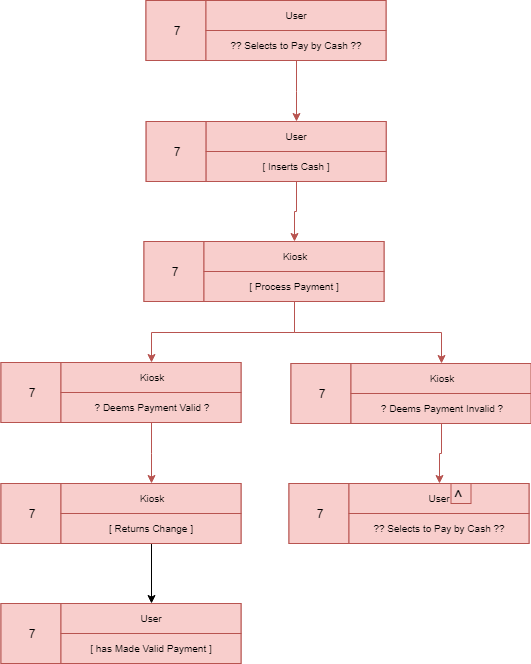 7
User
?? Selects to Pay by Cash ??
7
User
[ Inserts Cash ]
7
Kiosk
[ Process Payment ]
7
Kiosk
? Deems Payment Valid ?
7
Kiosk
? Deems Payment Invalid ?
7
Kiosk
[ Returns Change ]
7
User
^
?? Selects to Pay by Cash ??
7
User
[ has Made Valid Payment ]